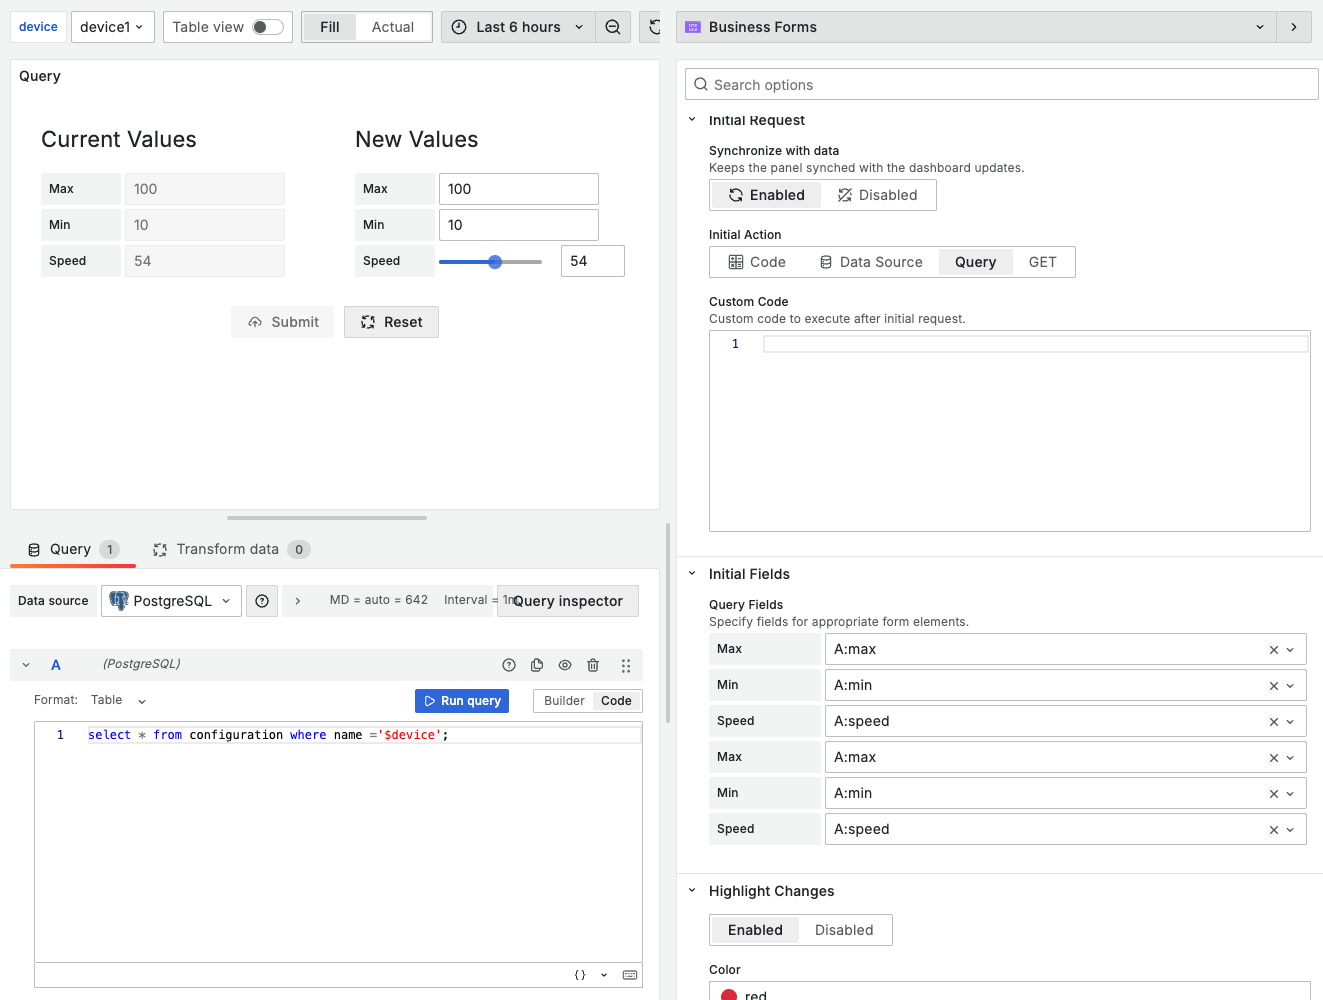 device
device1
Table view
Fill
Actual
Last 6 hours
Business Forms
Query
Current Values
New Values
Max
100
Max
100
Min
10
Min
10
Speed
54
Speed
54
Submit
Reset
Query
1
Transform data
0
Data source
PostgreSQL
MD = auto = 642
Interval = 1m
Query inspector
A
(PostgreSQL)
Format:
Table
Run query
Builder
Code
1
select * from configuration where name ='$device';
{}
Search options
Initial Request
Synchronize with data
Keeps the panel synched with the dashboard updates.
Enabled
Disabled
Initial Action
Code
Data Source
Query
GET
Custom Code
Custom code to execute after initial request.
1
Initial Fields
Query Fields
Specify fields for appropriate form elements.
Max
A:max
Min
A:min
Speed
A:speed
Max
A:max
Min
A:min
Speed
A:speed
Highlight Changes
Enabled
Disabled
Color
red